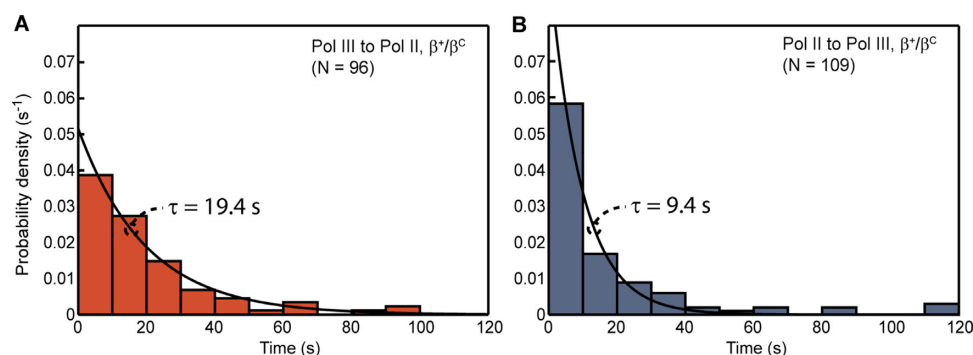 A
Pol III to Pol II, β⁺/βᶜ
(N = 96)
Probability density (s⁻¹)
0.07
0.06
0.05
0.04
0.03
0.02
0.01
0
τ = 19.4 s
0 20 40 60 80 100 120
Time (s)
B
Pol II to Pol III, β⁺/βᶜ
(N = 109)
0.07
0.06
0.05
0.04
0.03
0.02
0.01
0
τ = 9.4 s
0 20 40 60 80 100 120
Time (s)